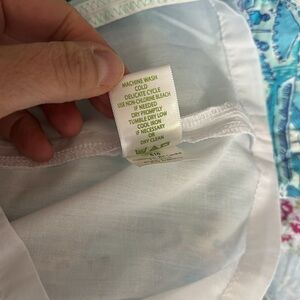 MACHINE WASH
COLD
DELICATE CYCLE
USE NON-CHLORINE BLEACH
IF NEEDED
DRY PROMPTLY
TUMBLE DRY LOW
COOL IRON
IF NECESSARY
OR
DRY CLEAN